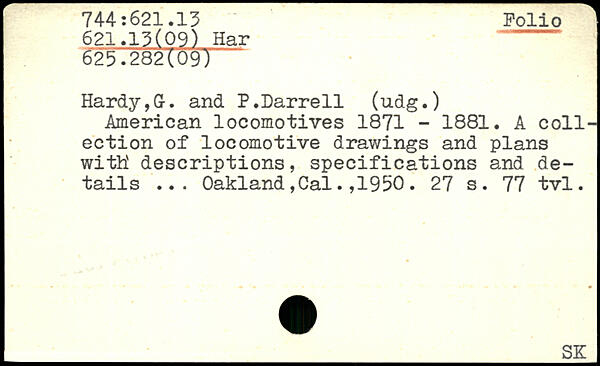 744:621.13 Folio
621.13(09) Har
625.282(09)
Hardy,G. and P.Darrell (udg.)
American locomotives 1871 - 1881. A coll-
ection of locomotive drawings and plans
with descriptions, specifications and de-
tails ... Oakland,Cal.,1950. 27 s. 77 tvl.
SK